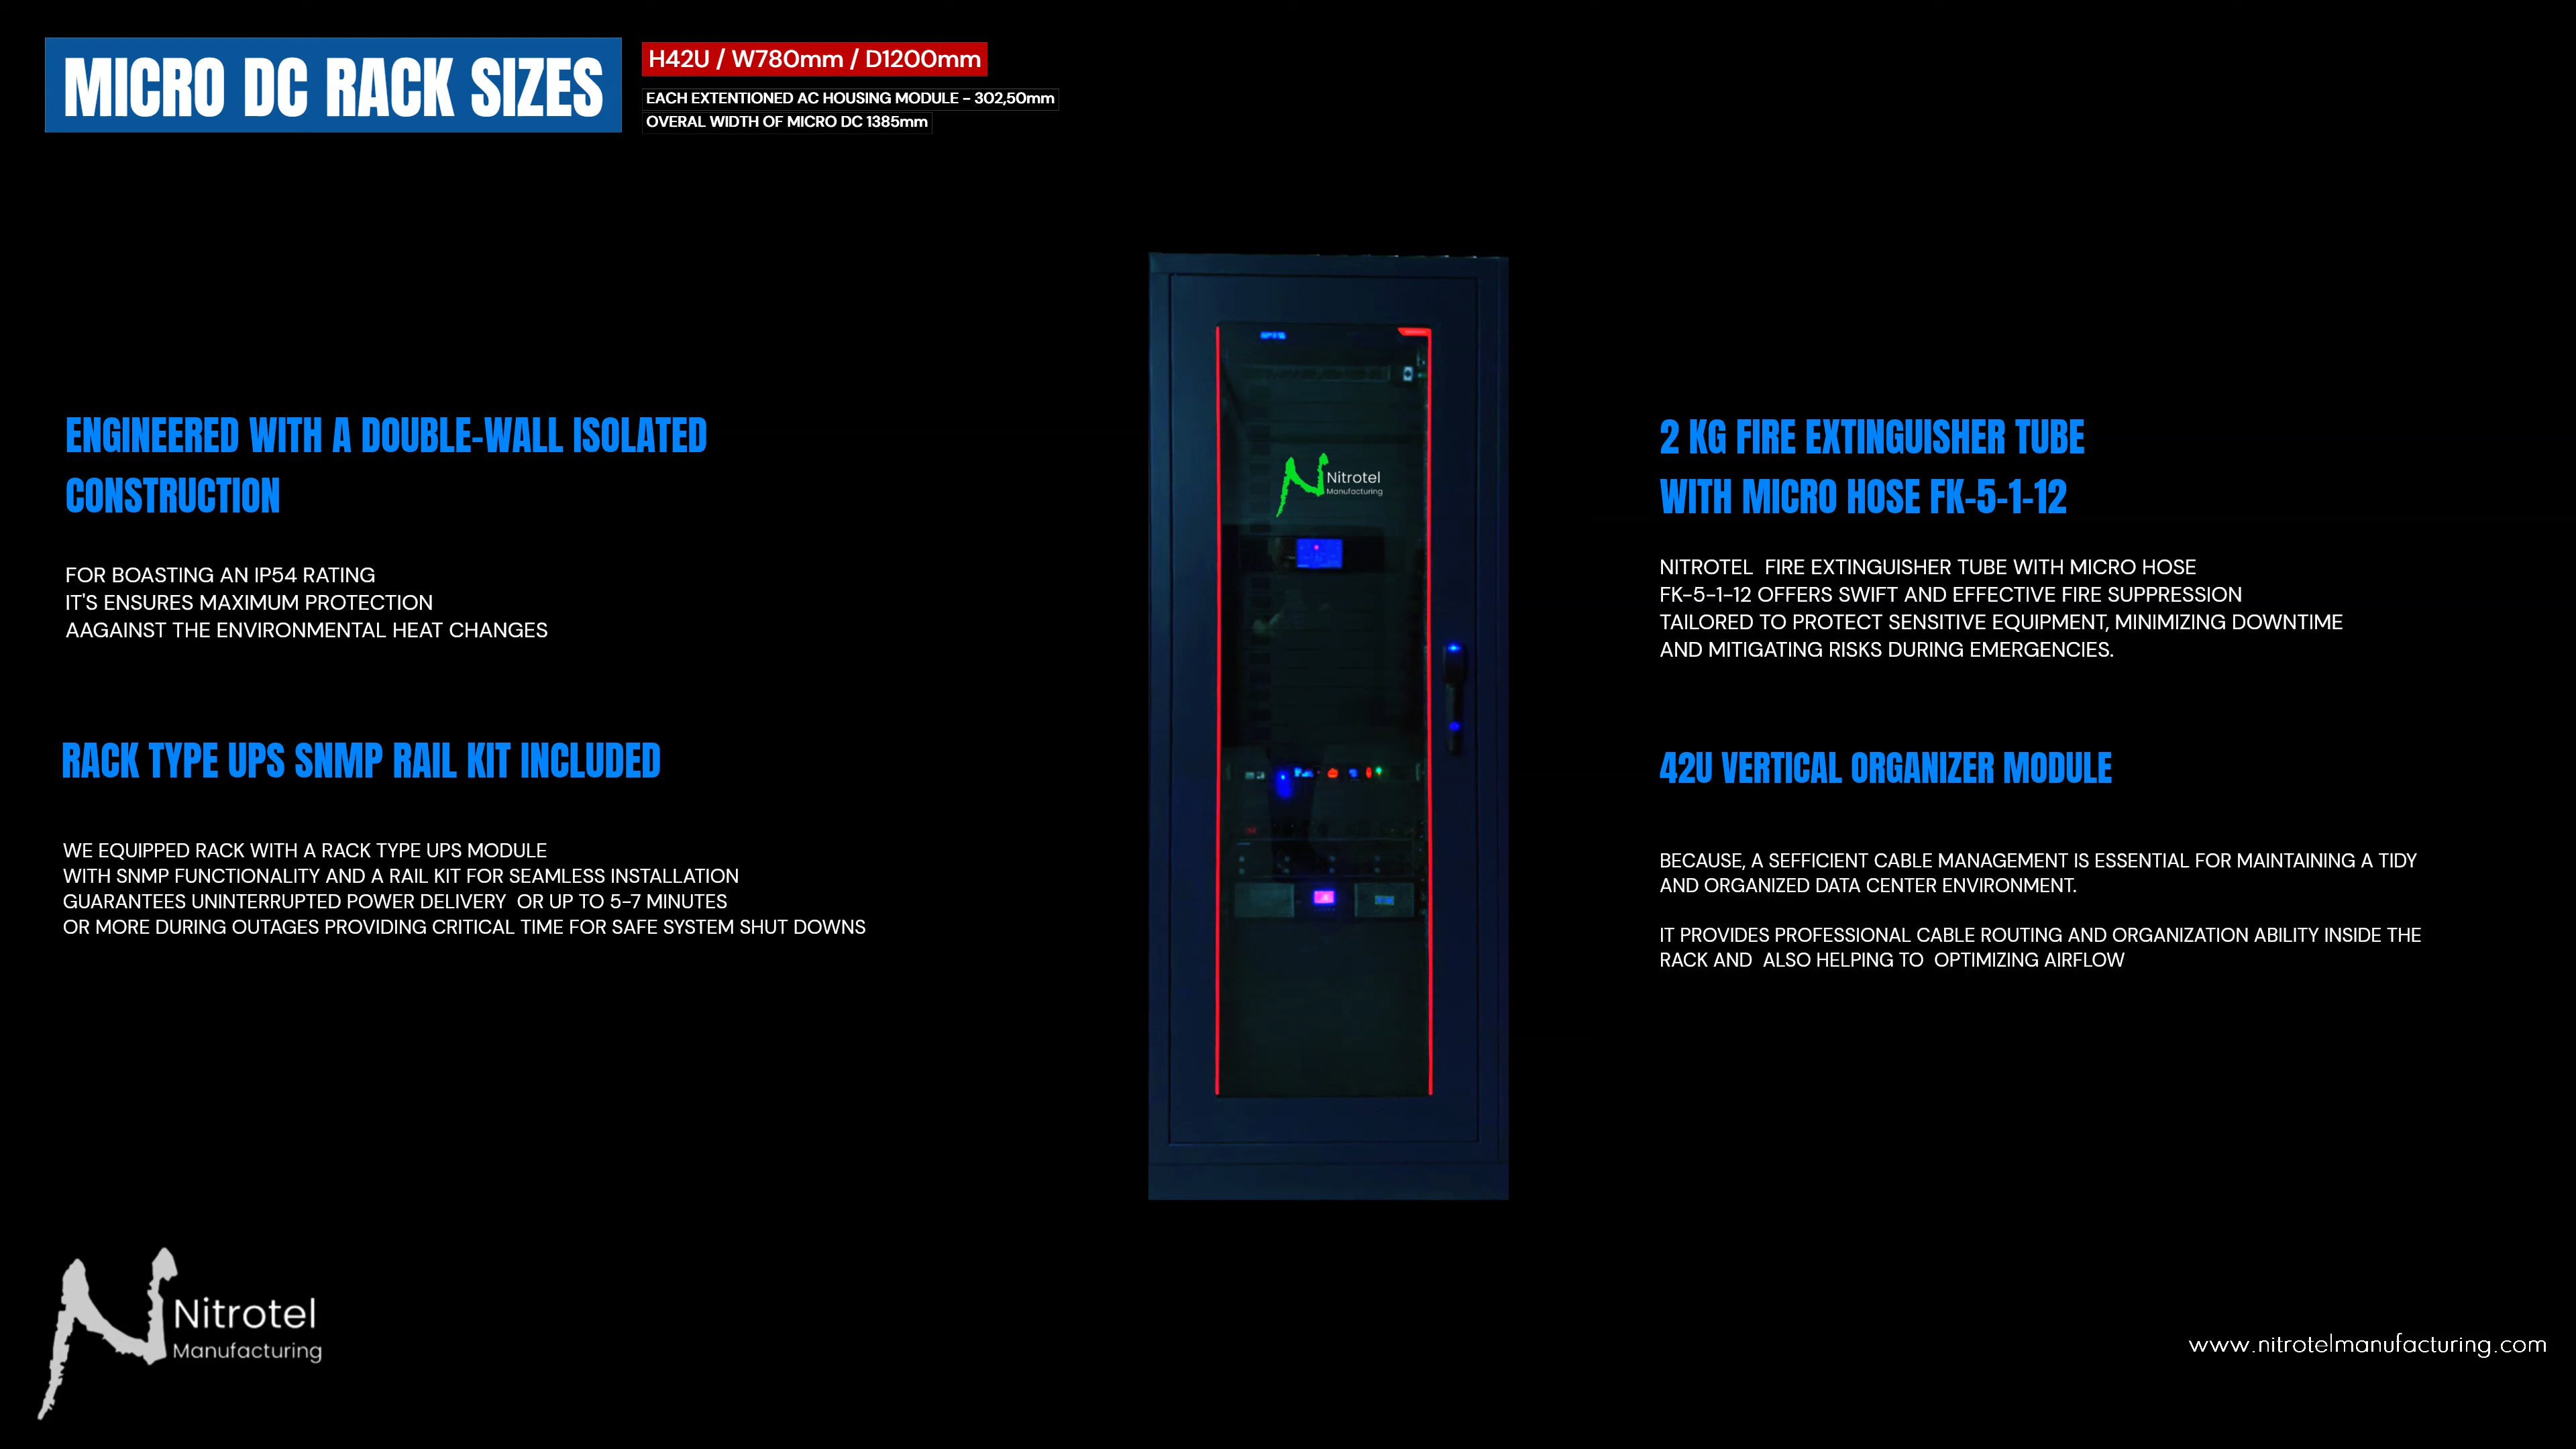 MICRO DC RACK SIZES
H42U / W780mm / D1200mm
EACH EXTENTIONED AC HOUSING MODULE - 302,50mm
OVERAL WIDTH OF MICRO DC 1385mm
ENGINEERED WITH A DOUBLE-WALL ISOLATED
CONSTRUCTION
FOR BOASTING AN IP54 RATING
IT'S ENSURES MAXIMUM PROTECTION
AAGAINST THE ENVIRONMENTAL HEAT CHANGES
RACK TYPE UPS SNMP RAIL KIT INCLUDED
WE EQUIPPED RACK WITH A RACK TYPE UPS MODULE
WITH SNMP FUNCTIONALITY AND A RAIL KIT FOR SEAMLESS INSTALLATION
GUARANTEES UNINTERRUPTED POWER DELIVERY  OR UP TO 5-7 MINUTES
OR MORE DURING OUTAGES PROVIDING CRITICAL TIME FOR SAFE SYSTEM SHUT DOWNS
Nitrotel
Manufacturing
2 KG FIRE EXTINGUISHER TUBE
WITH MICRO HOSE FK-5-1-12
NITROTEL  FIRE EXTINGUISHER TUBE WITH MICRO HOSE
FK-5-1-12 OFFERS SWIFT AND EFFECTIVE FIRE SUPPRESSION
TAILORED TO PROTECT SENSITIVE EQUIPMENT, MINIMIZING DOWNTIME
AND MITIGATING RISKS DURING EMERGENCIES.
42U VERTICAL ORGANIZER MODULE
BECAUSE, A SEFFICIENT CABLE MANAGEMENT IS ESSENTIAL FOR MAINTAINING A TIDY
AND ORGANIZED DATA CENTER ENVIRONMENT.
IT PROVIDES PROFESSIONAL CABLE ROUTING AND ORGANIZATION ABILITY INSIDE THE
RACK AND  ALSO HELPING TO  OPTIMIZING AIRFLOW
Nitrotel
Manufacturing
www.nitrotelmanufacturing.com